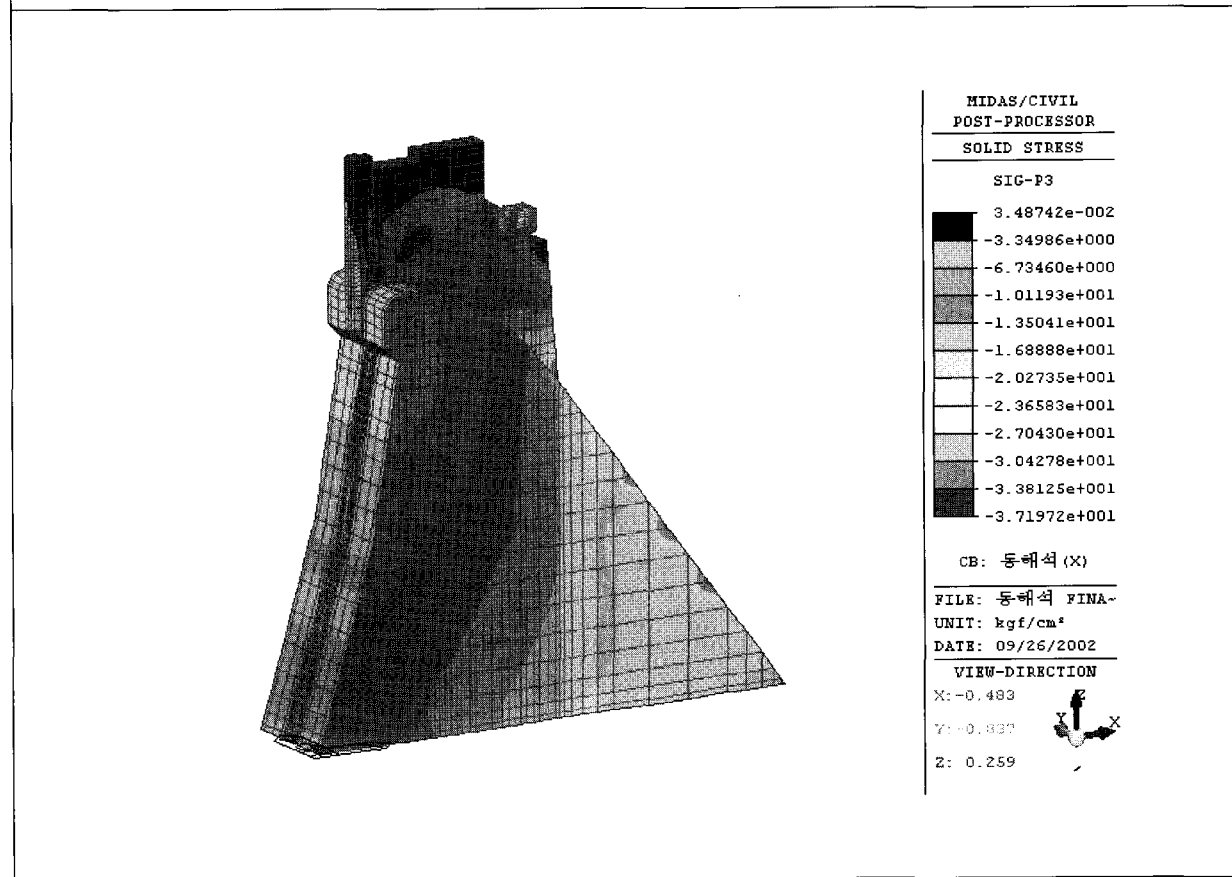 MIDAS/CIVIL
POST-PROCESSOR
SOLID STRESS
SIG-P3
3.48742e-002
-3.34986e+000
-6.73460e+000
-1.01193e+001
-1.35041e+001
-1.68888e+001
-2.02735e+001
-2.36583e+001
-2.70430e+001
-3.04278e+001
-3.38125e+001
-3.71972e+001
CB: 동해석(X)
FILE: 동해석 FINA~
UNIT: kgf/cm²
DATE: 09/26/2002
VIEW-DIRECTION
X:-0.483
Z
Y:-0.837
Y
X
Z: 0.259